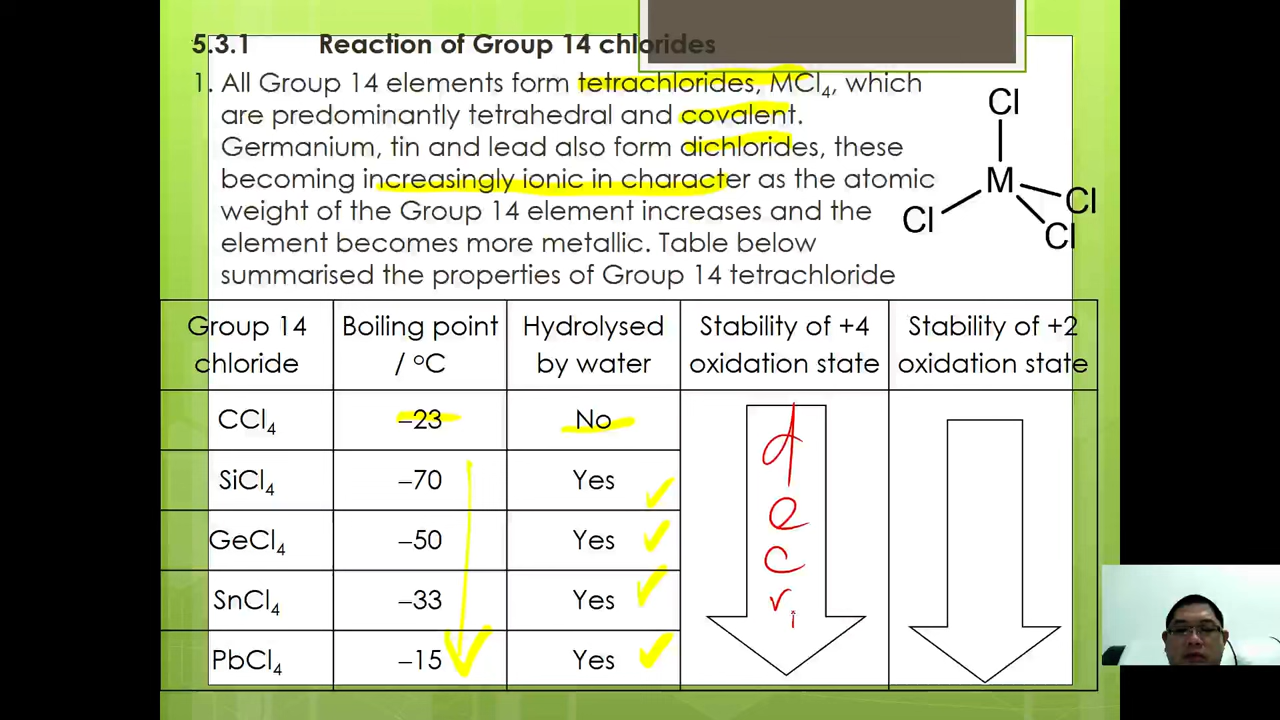 5.3.1 Reaction of Group 14 chlorides
1. All Group 14 elements form tetrachlorides, MCl4, which
are predominantly tetrahedral and covalent.
Germanium, tin and lead also form dichlorides, these
becoming increasingly ionic in character as the atomic
weight of the Group 14 element increases and the
element becomes more metallic. Table below
summarised the properties of Group 14 tetrachloride
Cl
M
Cl
Cl
Cl
Group 14 chloride
Boiling point / °C
Hydrolysed by water
Stability of +4 oxidation state
Stability of +2 oxidation state
CCl4 –23 No
SiCl4 –70 Yes
GeCl4 –50 Yes
SnCl4 –33 Yes
PbCl4 –15 Yes
decr